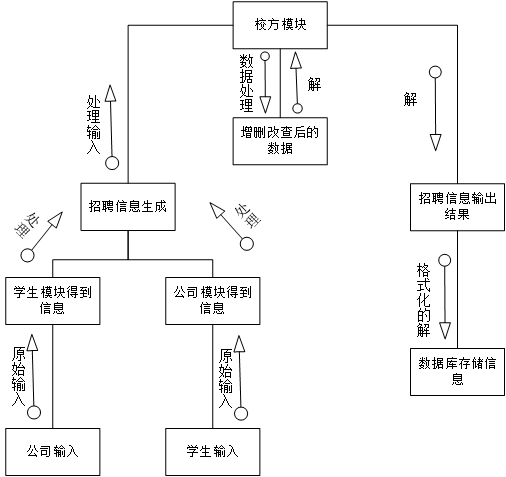 校方模块
数据处理
解
处理输入
解
增删改查后的
数据
招聘信息生成
招聘信息输出
结果
处理
处理
学生模块得到
信息
公司模块得到
信息
格式化的解
原始输入
原始输入
数据库存储信
息
公司输入
学生输入